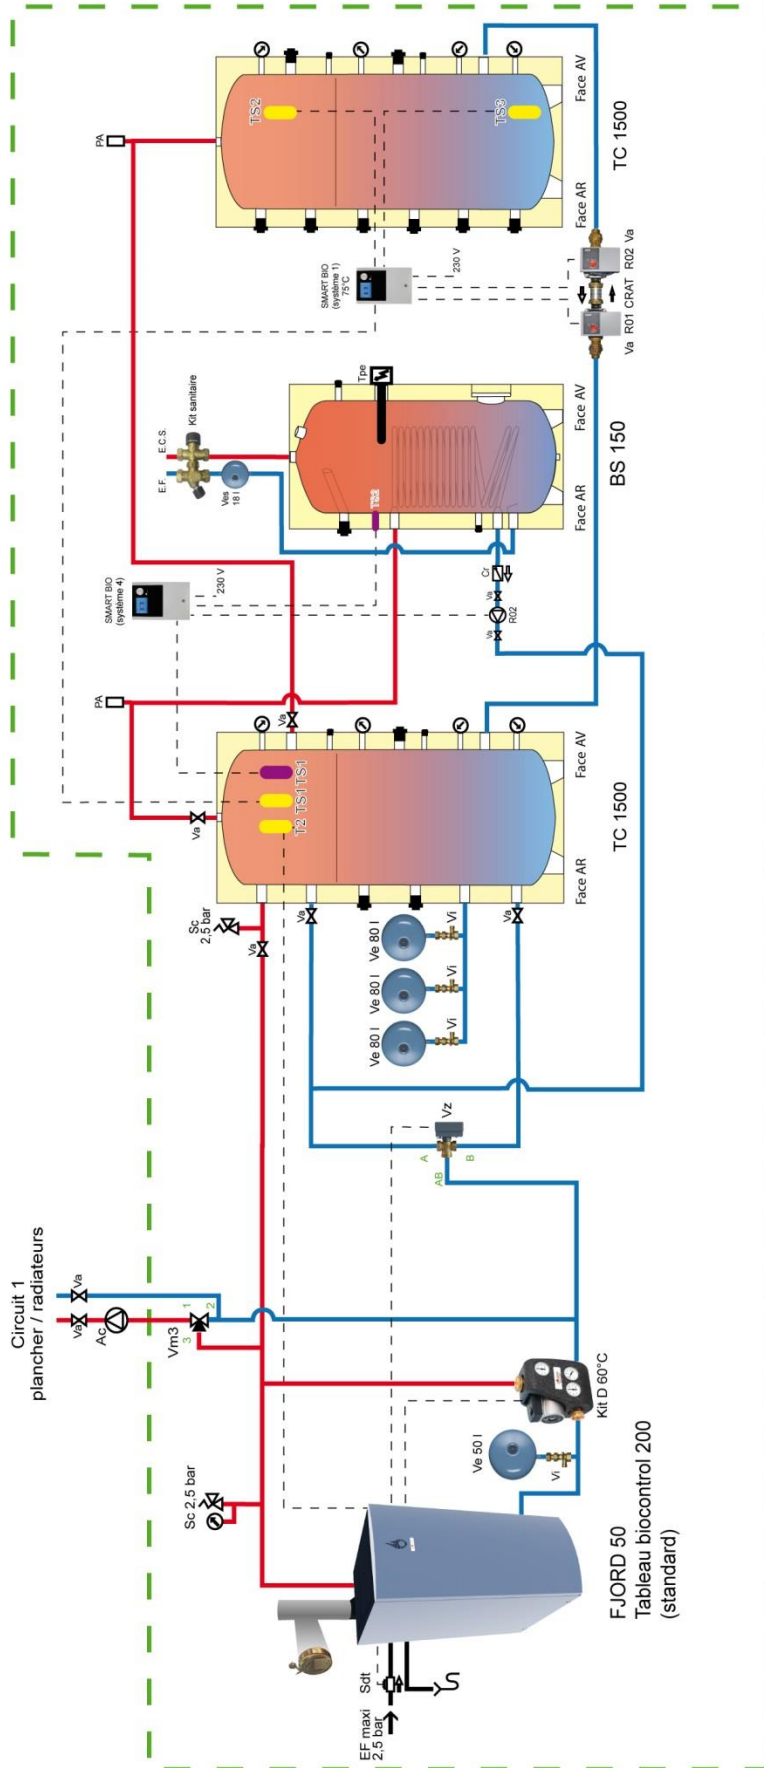 PA
TS2
TS3
Face AV
Face AR
TC 1500
SMART BIO
(système 1)
75°C
230 V
Va
R01 CRAT R02
Va
Kit sanitaire
E.C.S.
E.F.
Ves
18 l
Tpe
TS2
Face AV
Face AR
BS 150
Cr
Va
R02
Va
SMART BIO
(système 4)
230 V
PA
Va
Va
T2 TS1 TS1
Face AV
Face AR
TC 1500
Sc
2,5 bar
Va
Va
Va
Ve 80 l
Vi
Ve 80 l
Vi
Ve 80 l
Vi
Vz
A
B
AB
Circuit 1
plancher / radiateurs
Va
Va
Ac
Vm3
1
2
3
Kit D 60°C
Ve 50 l
Vi
Sc 2,5 bar
FJORD 50
Tableau biocontrol 200
(standard)
Sdt
EF maxi
2,5 bar
S